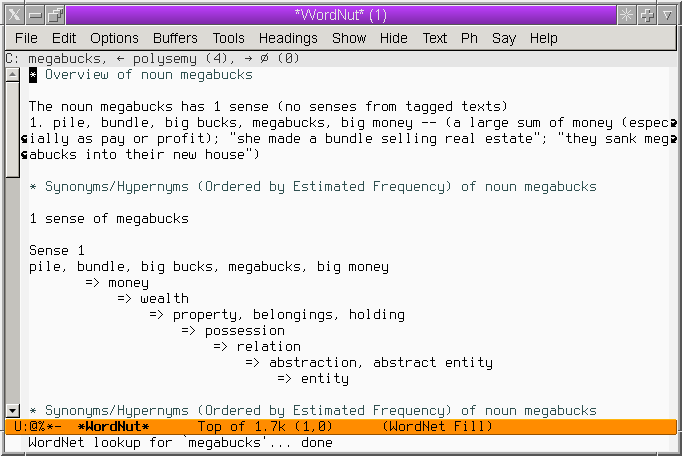 *WordNut* (1)
File Edit Options Buffers Tools Headings Show Hide Text Ph Say Help
C: megabucks, ← polysemy (4), → ∅ (0)
* Overview of noun megabucks
The noun megabucks has 1 sense (no senses from tagged texts)
1. pile, bundle, big bucks, megabucks, big money -- (a large sum of money (espec
ially as pay or profit); "she made a bundle selling real estate"; "they sank meg
abucks into their new house")
* Synonyms/Hypernyms (Ordered by Estimated Frequency) of noun megabucks
1 sense of megabucks
Sense 1
pile, bundle, big bucks, megabucks, big money
=> money
=> wealth
=> property, belongings, holding
=> possession
=> relation
=> abstraction, abstract entity
=> entity
* Synonyms/Hypernyms (Ordered by Estimated Frequency) of noun megabucks
U:@%*- *WordNut* Top of 1.7k (1,0) (WordNet Fill)
WordNet lookup for `megabucks'... done